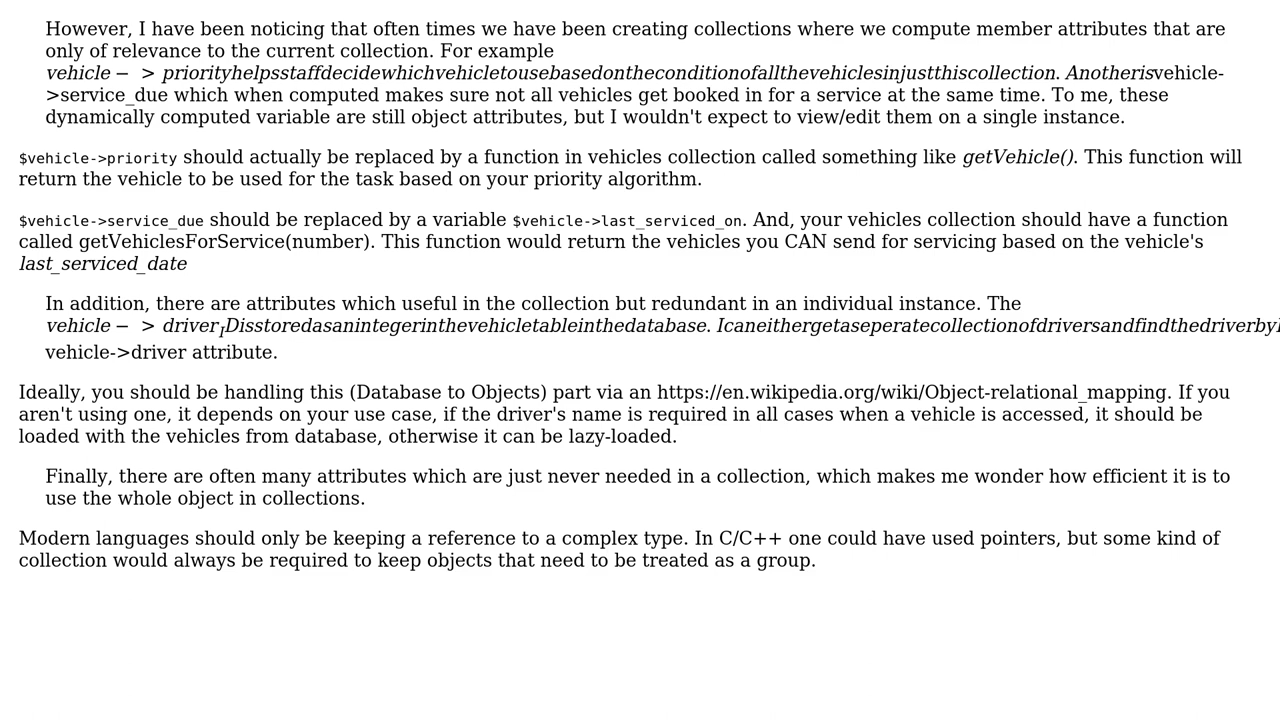 However, I have been noticing that often times we have been creating collections where we compute member attributes that are
only of relevance to the current collection. For example
vehicle− > priorityhelpsstaffdecidewhichvehicletousebasedontheconditionofallthevehiclesinjustthiscollection. Anotherisvehicle-
>service_due which when computed makes sure not all vehicles get booked in for a service at the same time. To me, these
dynamically computed variable are still object attributes, but I wouldn't expect to view/edit them on a single instance.
$vehicle->priority should actually be replaced by a function in vehicles collection called something like getVehicle(). This function will
return the vehicle to be used for the task based on your priority algorithm.
$vehicle->service_due should be replaced by a variable $vehicle->last_serviced_on. And, your vehicles collection should have a function
called getVehiclesForService(number). This function would return the vehicles you CAN send for servicing based on the vehicle's
last_serviced_date
In addition, there are attributes which useful in the collection but redundant in an individual instance. The
vehicle− > driver_IDisstoredasanintegerinthevehicletableinthedatabase. Icaneithergetaseperatecollectionofdriversandfindthedriverby
vehicle->driver attribute.
Ideally, you should be handling this (Database to Objects) part via an https://en.wikipedia.org/wiki/Object-relational_mapping. If you
aren't using one, it depends on your use case, if the driver's name is required in all cases when a vehicle is accessed, it should be
loaded with the vehicles from database, otherwise it can be lazy-loaded.
Finally, there are often many attributes which are just never needed in a collection, which makes me wonder how efficient it is to
use the whole object in collections.
Modern languages should only be keeping a reference to a complex type. In C/C++ one could have used pointers, but some kind of
collection would always be required to keep objects that need to be treated as a group.